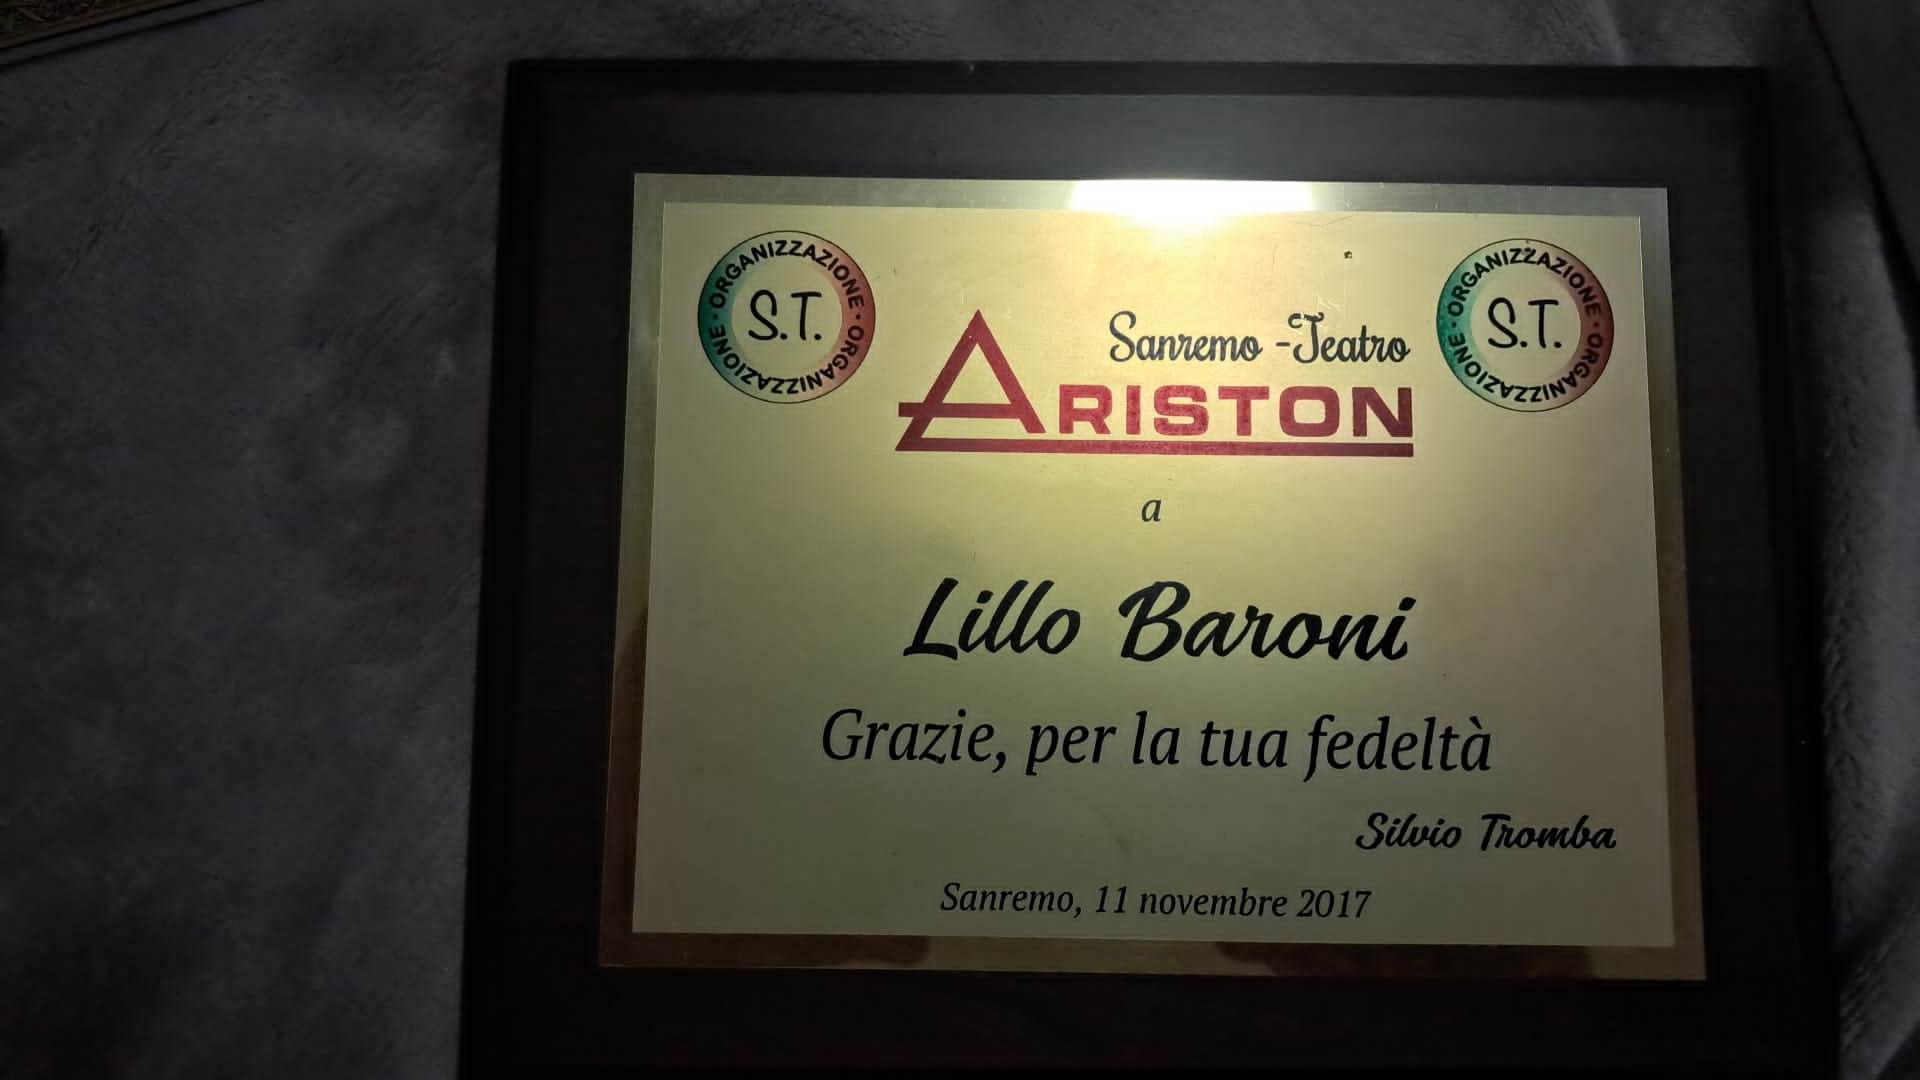 ORGANIZZAZIONE · ORGANIZZAZIONE ·
S.T.
Sanremo - Teatro
ARISTON
ORGANIZZAZIONE · ORGANIZZAZIONE ·
S.T.
a
Lillo Baroni
Grazie, per la tua fedeltà
Silvio Tromba
Sanremo, 11 novembre 2017